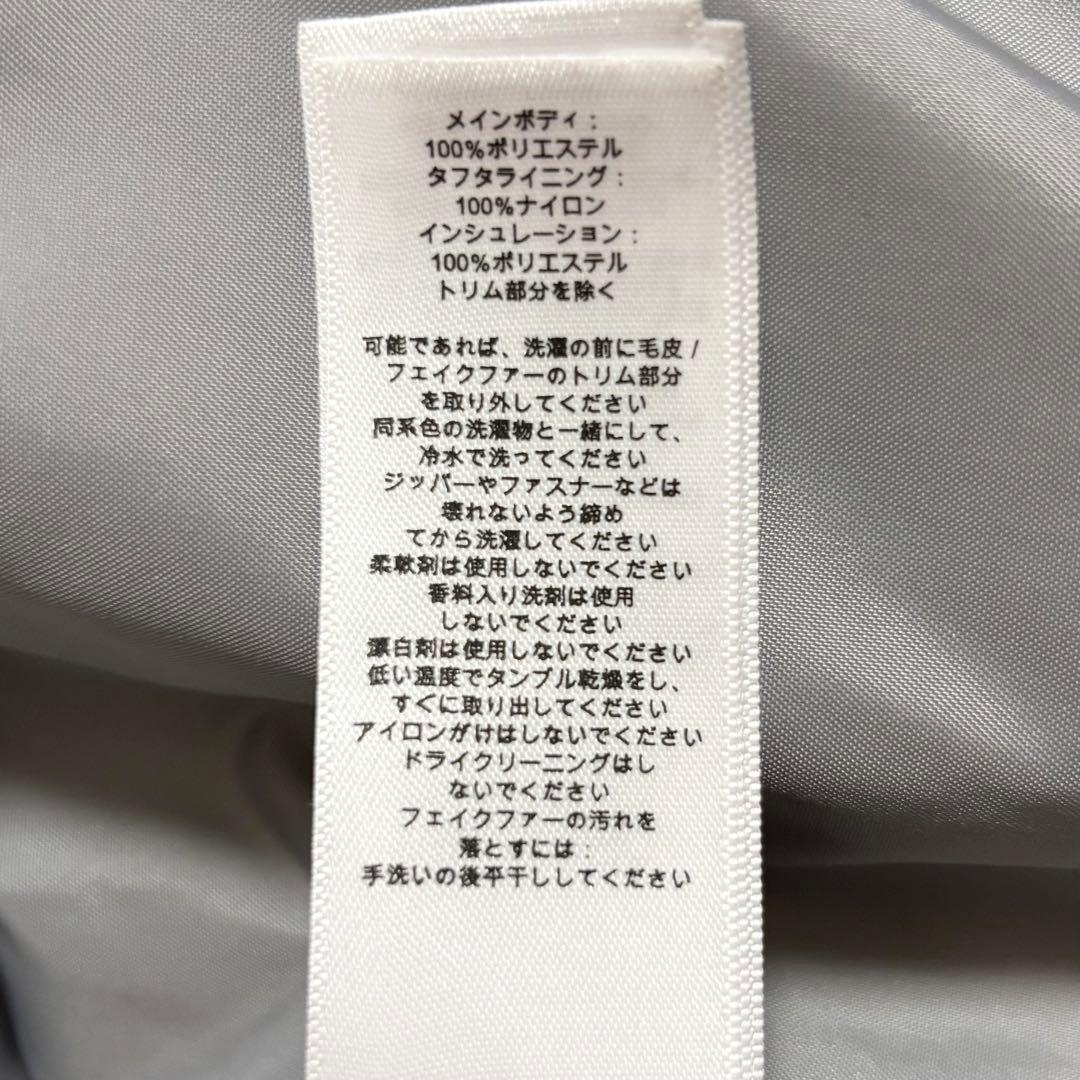 メインボディ：
100%ポリエステル
タフタライニング：
100%ナイロン
インシュレーション：
100%ポリエステル
トリム部分を除く
可能であれば、洗濯の前に毛皮 /
フェイクファーのトリム部分
を取り外してください
同系色の洗濯物と一緒にして、
冷水で洗ってください
ジッパーやファスナーなどは
壊れないよう締め
てから洗濯してください
柔軟剤は使用しないでください
香料入り洗剤は使用
しないでください
漂白剤は使用しないでください
低い温度でタンブル乾燥をし、
すぐに取り出してください
アイロンがけはしないでください
ドライクリーニングはし
ないでください
フェイクファーの汚れを
落とすには：
手洗いの後平干ししてください